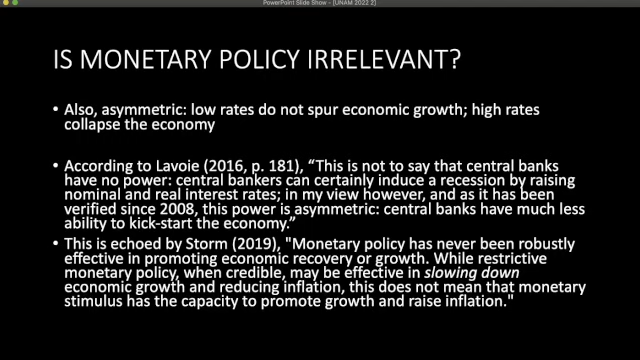 PowerPoint Slide Show - [UNAM 2022 2]
IS MONETARY POLICY IRRELEVANT?
• Also, asymmetric: low rates do not spur economic growth; high rates
collapse the economy
• According to Lavoie (2016, p. 181), “This is not to say that central banks
have no power: central bankers can certainly induce a recession by raising
nominal and real interest rates; in my view however, and as it has been
verified since 2008, this power is asymmetric: central banks have much less
ability to kick-start the economy.”
• This is echoed by Storm (2019), "Monetary policy has never been robustly
effective in promoting economic recovery or growth. While restrictive
monetary policy, when credible, may be effective in slowing down
economic growth and reducing inflation, this does not mean that monetary
stimulus has the capacity to promote growth and raise inflation."